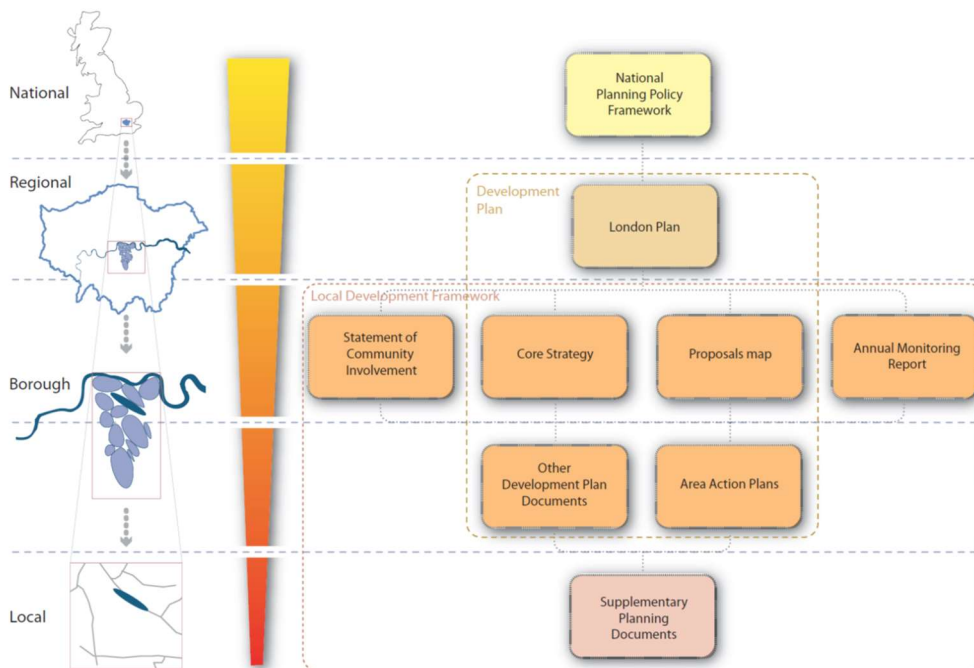 National
National
Planning Policy
Framework
Regional
Development
Plan
London Plan
Local Development Framework
Statement of
Community
Involvement
Core Strategy
Proposals map
Annual Monitoring
Report
Borough
Other
Development Plan
Documents
Area Action Plans
Local
Supplementary
Planning
Documents